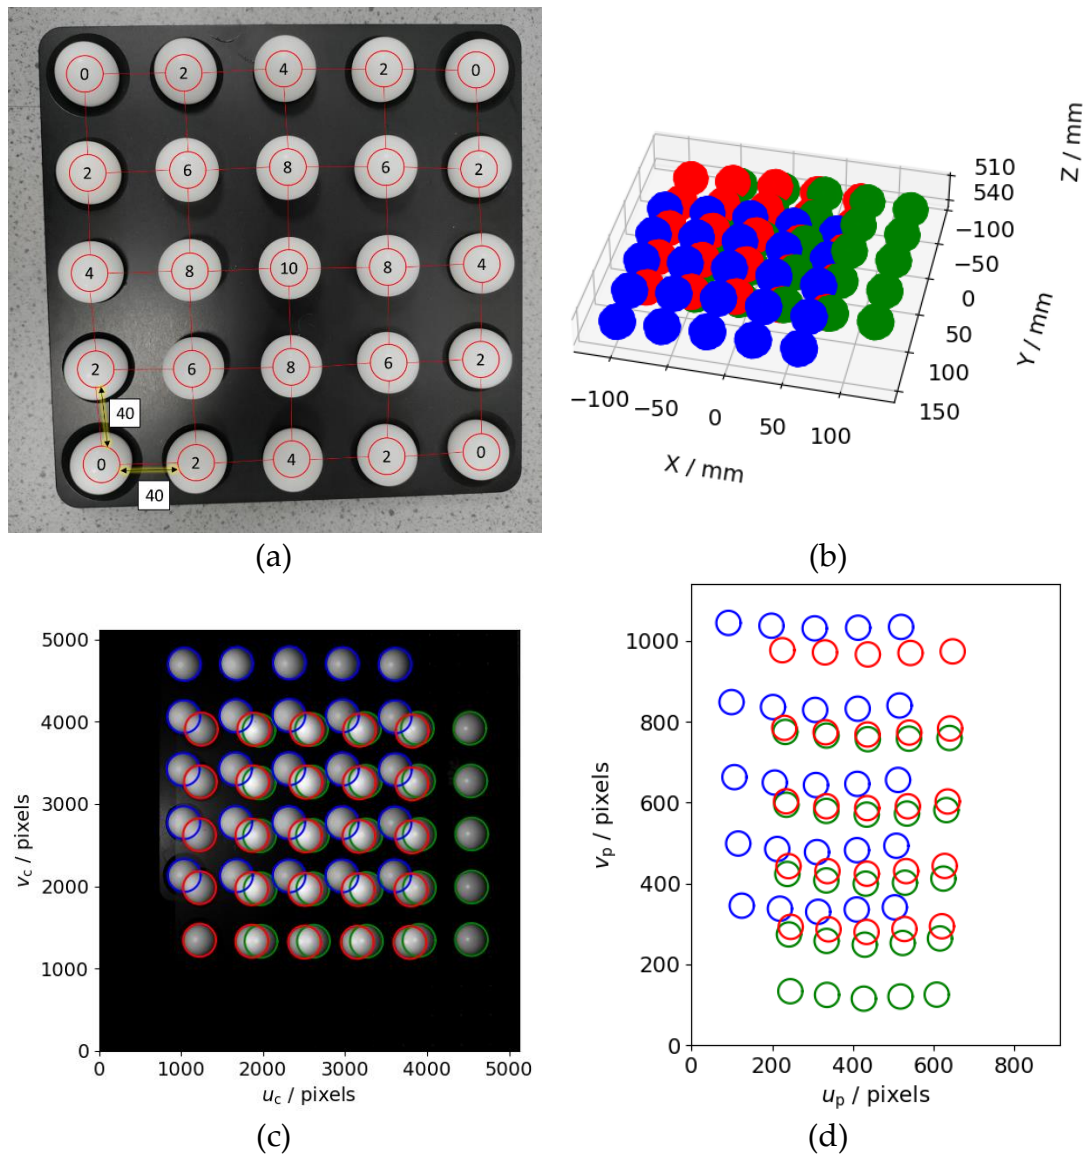 0 2 4 2 0
2 6 8 6 2
4 8 10 8 4
2 6 8 6 2
40
0 2 4 2 0
40
(a)
Z / mm
510
540
−100
−50
0
50
100
150
Y / mm
−100 −50 0 50 100
X / mm
(b)
5000
4000
3000
2000
1000
0
v_c / pixels
0 1000 2000 3000 4000 5000
u_c / pixels
(c)
1000
800
600
400
200
0
v_p / pixels
0 200 400 600 800
u_p / pixels
(d)